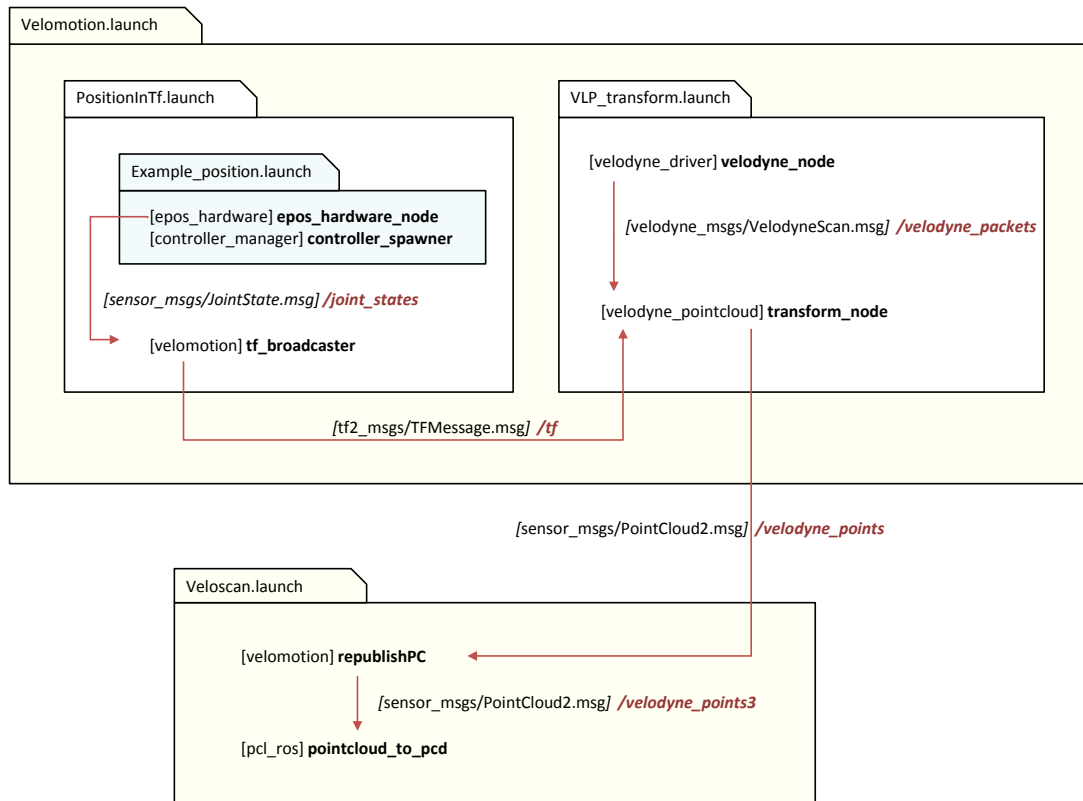 Velomotion.launch
PositionInTf.launch
Example_position.launch
[epos_hardware] epos_hardware_node
[controller_manager] controller_spawner
[sensor_msgs/JointState.msg] /joint_states
[velomotion] tf_broadcaster
VLP_transform.launch
[velodyne_driver] velodyne_node
[velodyne_msgs/VelodyneScan.msg] /velodyne_packets
[velodyne_pointcloud] transform_node
[tf2_msgs/TFMessage.msg] /tf
[sensor_msgs/PointCloud2.msg] /velodyne_points
Veloscan.launch
[velomotion] republishPC
[sensor_msgs/PointCloud2.msg] /velodyne_points3
[pcl_ros] pointcloud_to_pcd